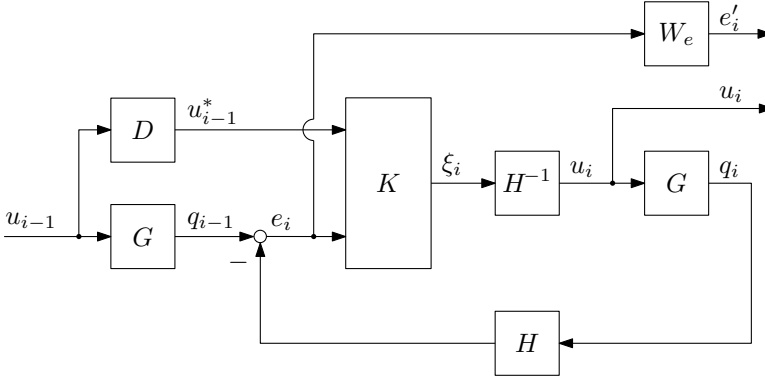 W_e
e'_i
u_i
D
u^*_{i-1}
K
ξ_i
H^{-1}
u_i
G
q_i
u_{i-1}
G
q_{i-1}
e_i
−
H